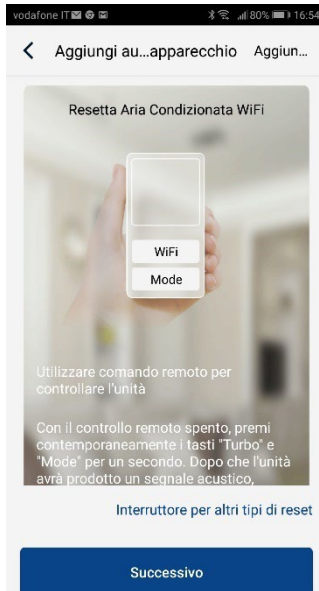 vodafone IT 80% 16:54
Aggiungi au...apparecchio Aggiun...
Resetta Aria Condizionata WiFi
WiFi
Mode
Utilizzare comando remoto per
controllare l'unità
Con il controllo remoto spento, premi
contemporaneamente i tasti "Turbo" e
"Mode" per un secondo. Dopo che l'unità
avrà prodotto un segnale acustico,
Interruttore per altri tipi di reset
Successivo